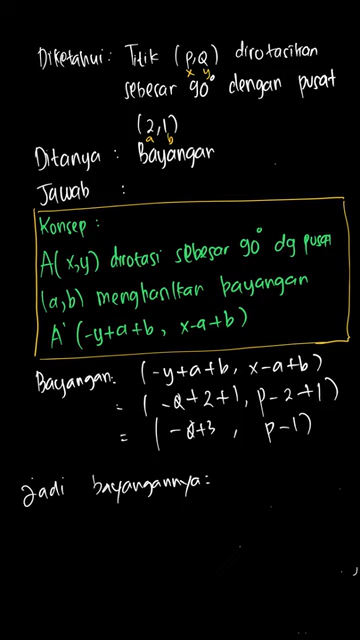 Diketahui: Titik (P,Q) dirotasikan
x y
sebesar 90° dengan pusat
(2,1)
a b
Ditanya : Bayangan
Jawab :
Konsep:
A(x,y) dirotasi sebesar 90° dg pusat
(a,b) menghasilkan bayangan
A'(-y+a+b, x-a+b)
Bayangan: (-y+a+b, x-a+b)
= (-Q+2+1, P-2+1)
= (-Q+3, P-1)
Jadi bayangannya: